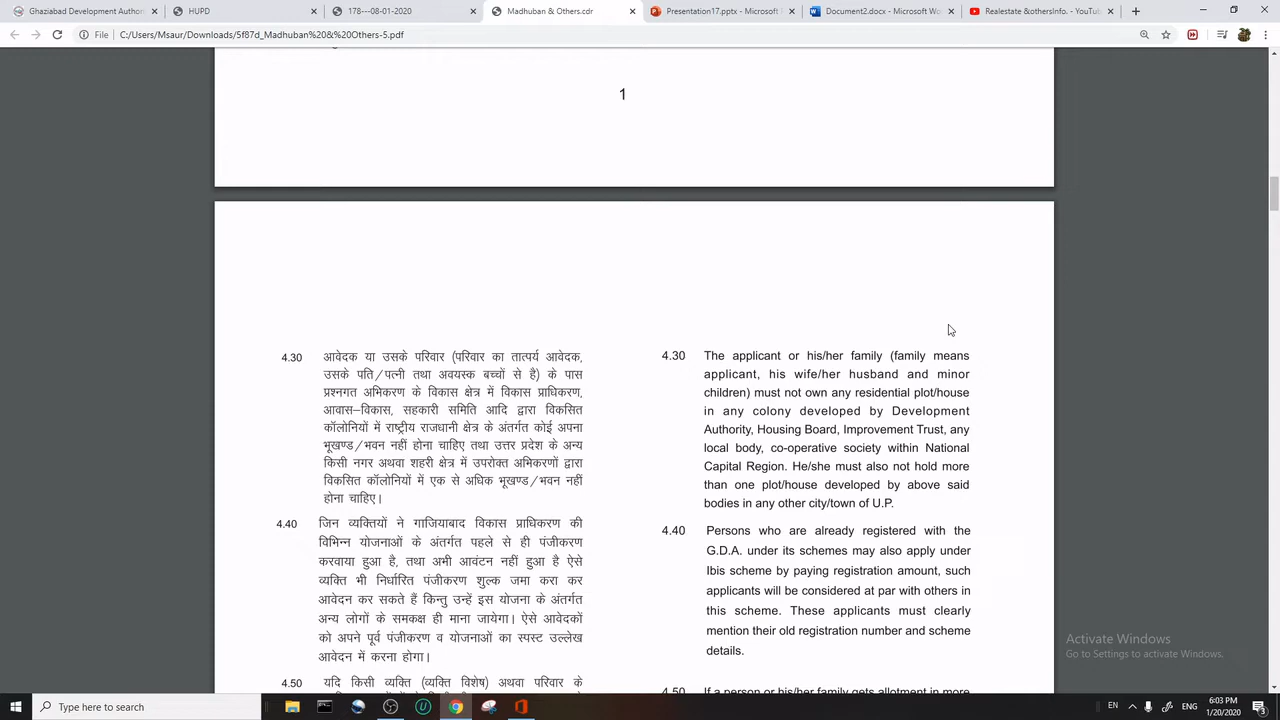 Ghaziabad Development Author
HUPD
178---08-01-2020
Madhuban & Others.cdr
Presentation17.pptx - Microsoft P
Document2.docx - Microsoft Wo
Realestate &othersInfo. - YouTu
File
C:/Users/Msaur/Downloads/5f87d_Madhuban%20&%20Others-5.pdf
1
4.30 आवेदक या उसके परिवार (परिवार का तात्पर्य आवेदक,
उसके पति/पत्नी तथा अवयस्क बच्चों से है) के पास
प्रश्नगत अभिकरण के विकास क्षेत्र में विकास प्राधिकरण,
आवास–विकास, सहकारी समिति आदि द्वारा विकसित
कॉलोनियों में राष्ट्रीय राजधानी क्षेत्र के अंतर्गत कोई अपना
भूखण्ड/भवन नहीं होना चाहिए तथा उत्तर प्रदेश के अन्य
किसी नगर अथवा शहरी क्षेत्र में उपरोक्त अभिकरणों द्वारा
विकसित कॉलोनियों में एक से अधिक भूखण्ड/भवन नहीं
होना चाहिए।
4.40 जिन व्यक्तियों ने गाजियाबाद विकास प्राधिकरण की
विभिन्न योजनाओं के अंतर्गत पहले से ही पंजीकरण
करवाया हुआ है, तथा अभी आवंटन नहीं हुआ है ऐसे
व्यक्ति भी निर्धारित पंजीकरण शुल्क जमा करा कर
आवेदन कर सकते हैं किन्तु उन्हें इस योजना के अंतर्गत
अन्य लोगों के समकक्ष ही माना जायेगा। ऐसे आवेदकों
को अपने पूर्व पंजीकरण व योजनाओं का स्पस्ट उल्लेख
आवेदन में करना होगा।
4.50 यदि किसी व्यक्ति (व्यक्ति विशेष) अथवा परिवार के
4.30 The applicant or his/her family (family means
applicant, his wife/her husband and minor
children) must not own any residential plot/house
in any colony developed by Development
Authority, Housing Board, Improvement Trust, any
local body, co-operative society within National
Capital Region. He/she must also not hold more
than one plot/house developed by above said
bodies in any other city/town of U.P.
4.40 Persons who are already registered with the
G.D.A. under its schemes may also apply under
Ibis scheme by paying registration amount, such
applicants will be considered at par with others in
this scheme. These applicants must clearly
mention their old registration number and scheme
details.
4.50 If a person or his/her family gets allotment in more
Activate Windows
Go to Settings to activate Windows.
Type here to search
EN
ENG
6:03 PM
1/20/2020